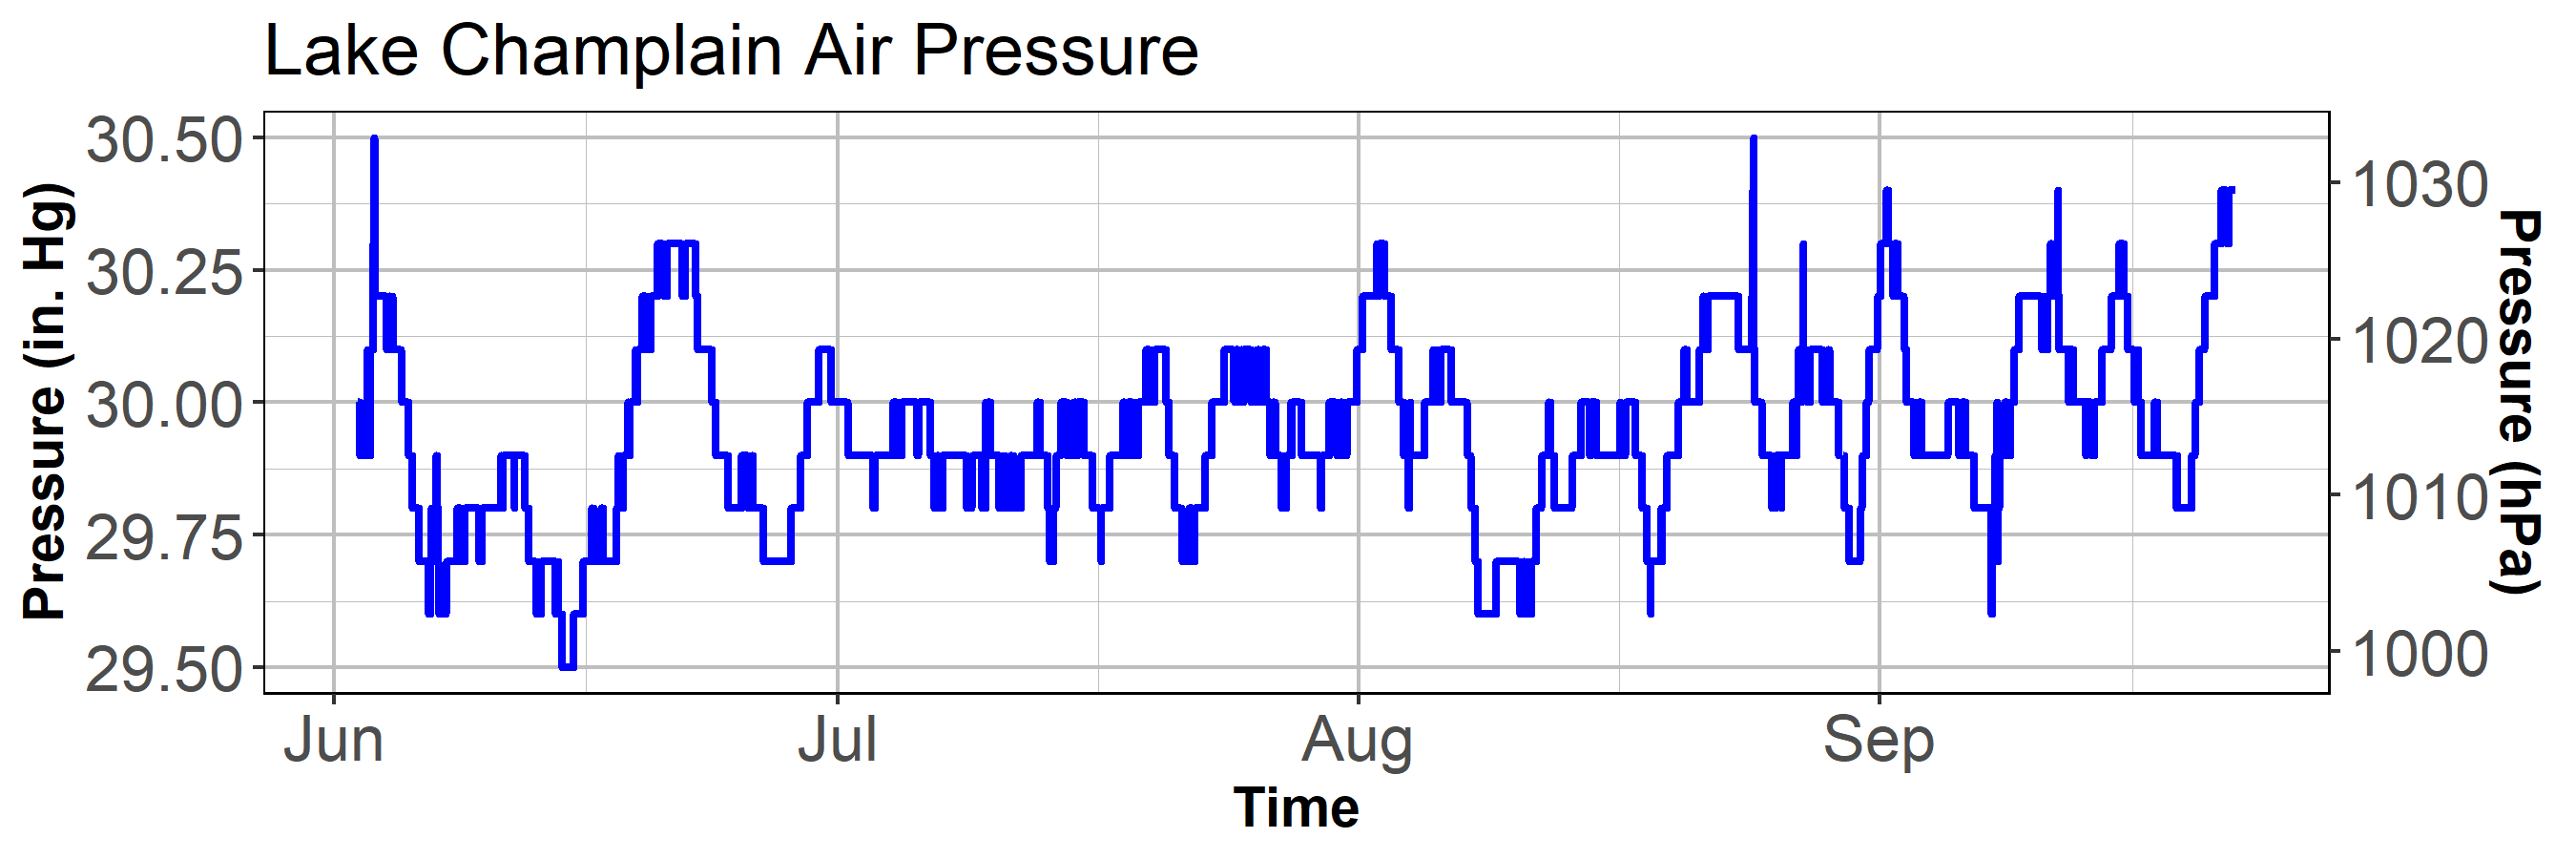 Lake Champlain Air Pressure
Pressure (in. Hg)
30.50
30.25
30.00
29.75
29.50
1030
1020
1010
1000
Pressure (hPa)
Jun Jul Aug Sep
Time